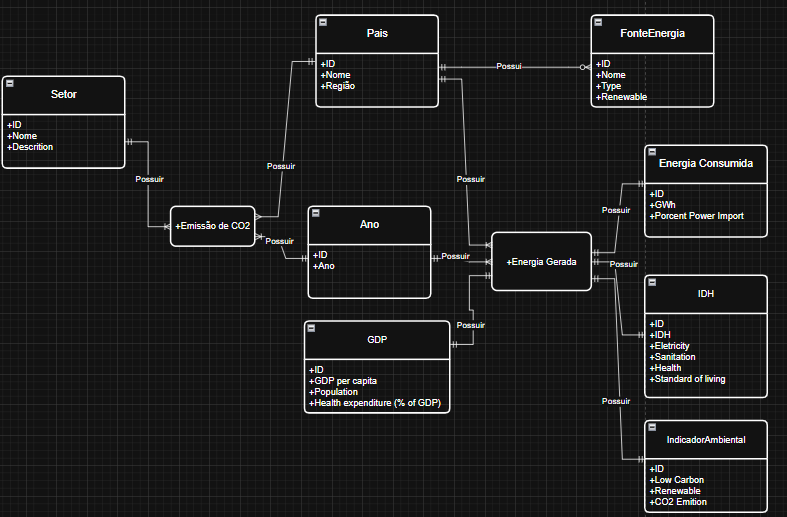 Pais
+ID
+Nome
+Região
FonteEnergia
+ID
+Nome
+Type
+Renewable
Possui
Setor
+ID
+Nome
+Descrition
Possuir
Possuir
Possuir
+Emissão de CO2
Possuir
Ano
+ID
+Ano
Possuir
+Energia Gerada
Energia Consumida
+ID
+GWh
+Porcent Power Import
Possuir
Possuir
IDH
+ID
+IDH
+Eletricity
+Sanitation
+Health
+Standard of living
GDP
+ID
+GDP per capita
+Population
+Health expenditure (% of GDP)
Possuir
Possuir
IndicadorAmbiental
+ID
+Low Carbon
+Renewable
+CO2 Emition